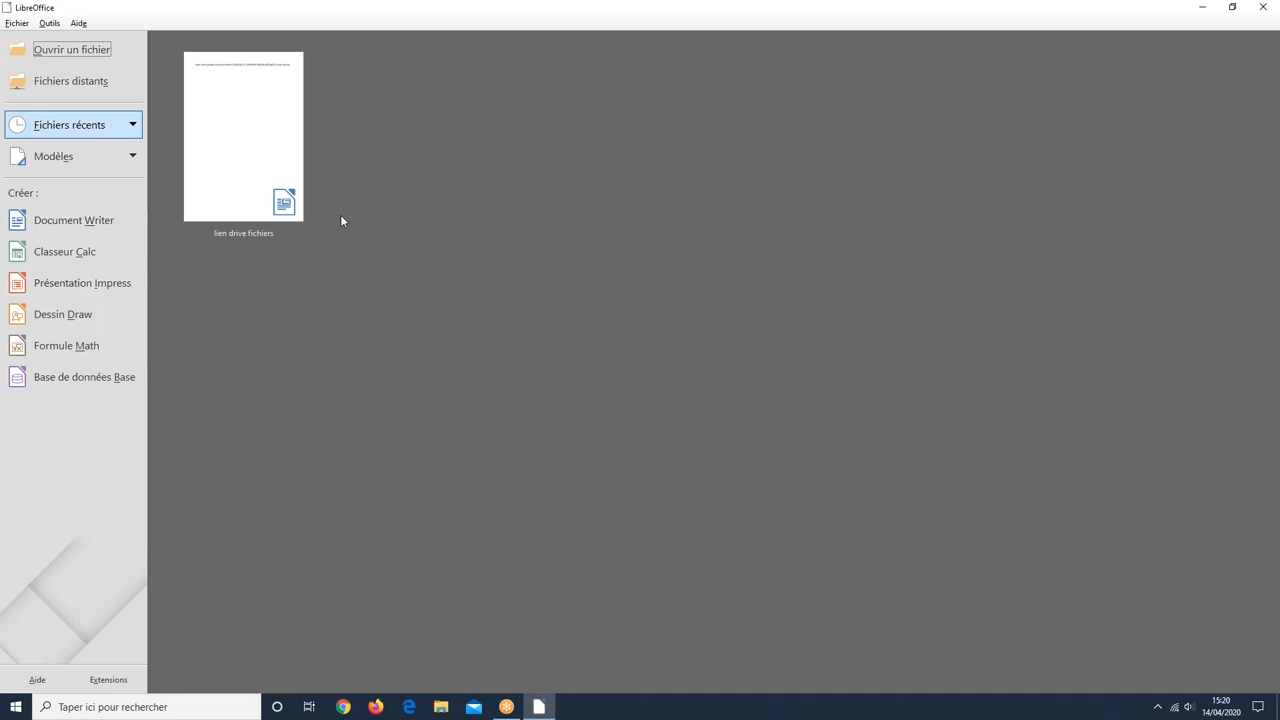 LibreOffice
Fichier Outils Aide
Ouvrir un fichier
Fichiers distants
Fichiers récents
Modèles
Créer :
Document Writer
Classeur Calc
Présentation Impress
Dessin Draw
Formule Math
Base de données Base
Aide Extensions
lien drive fichiers
Taper ici pour rechercher
15:20
14/04/2020